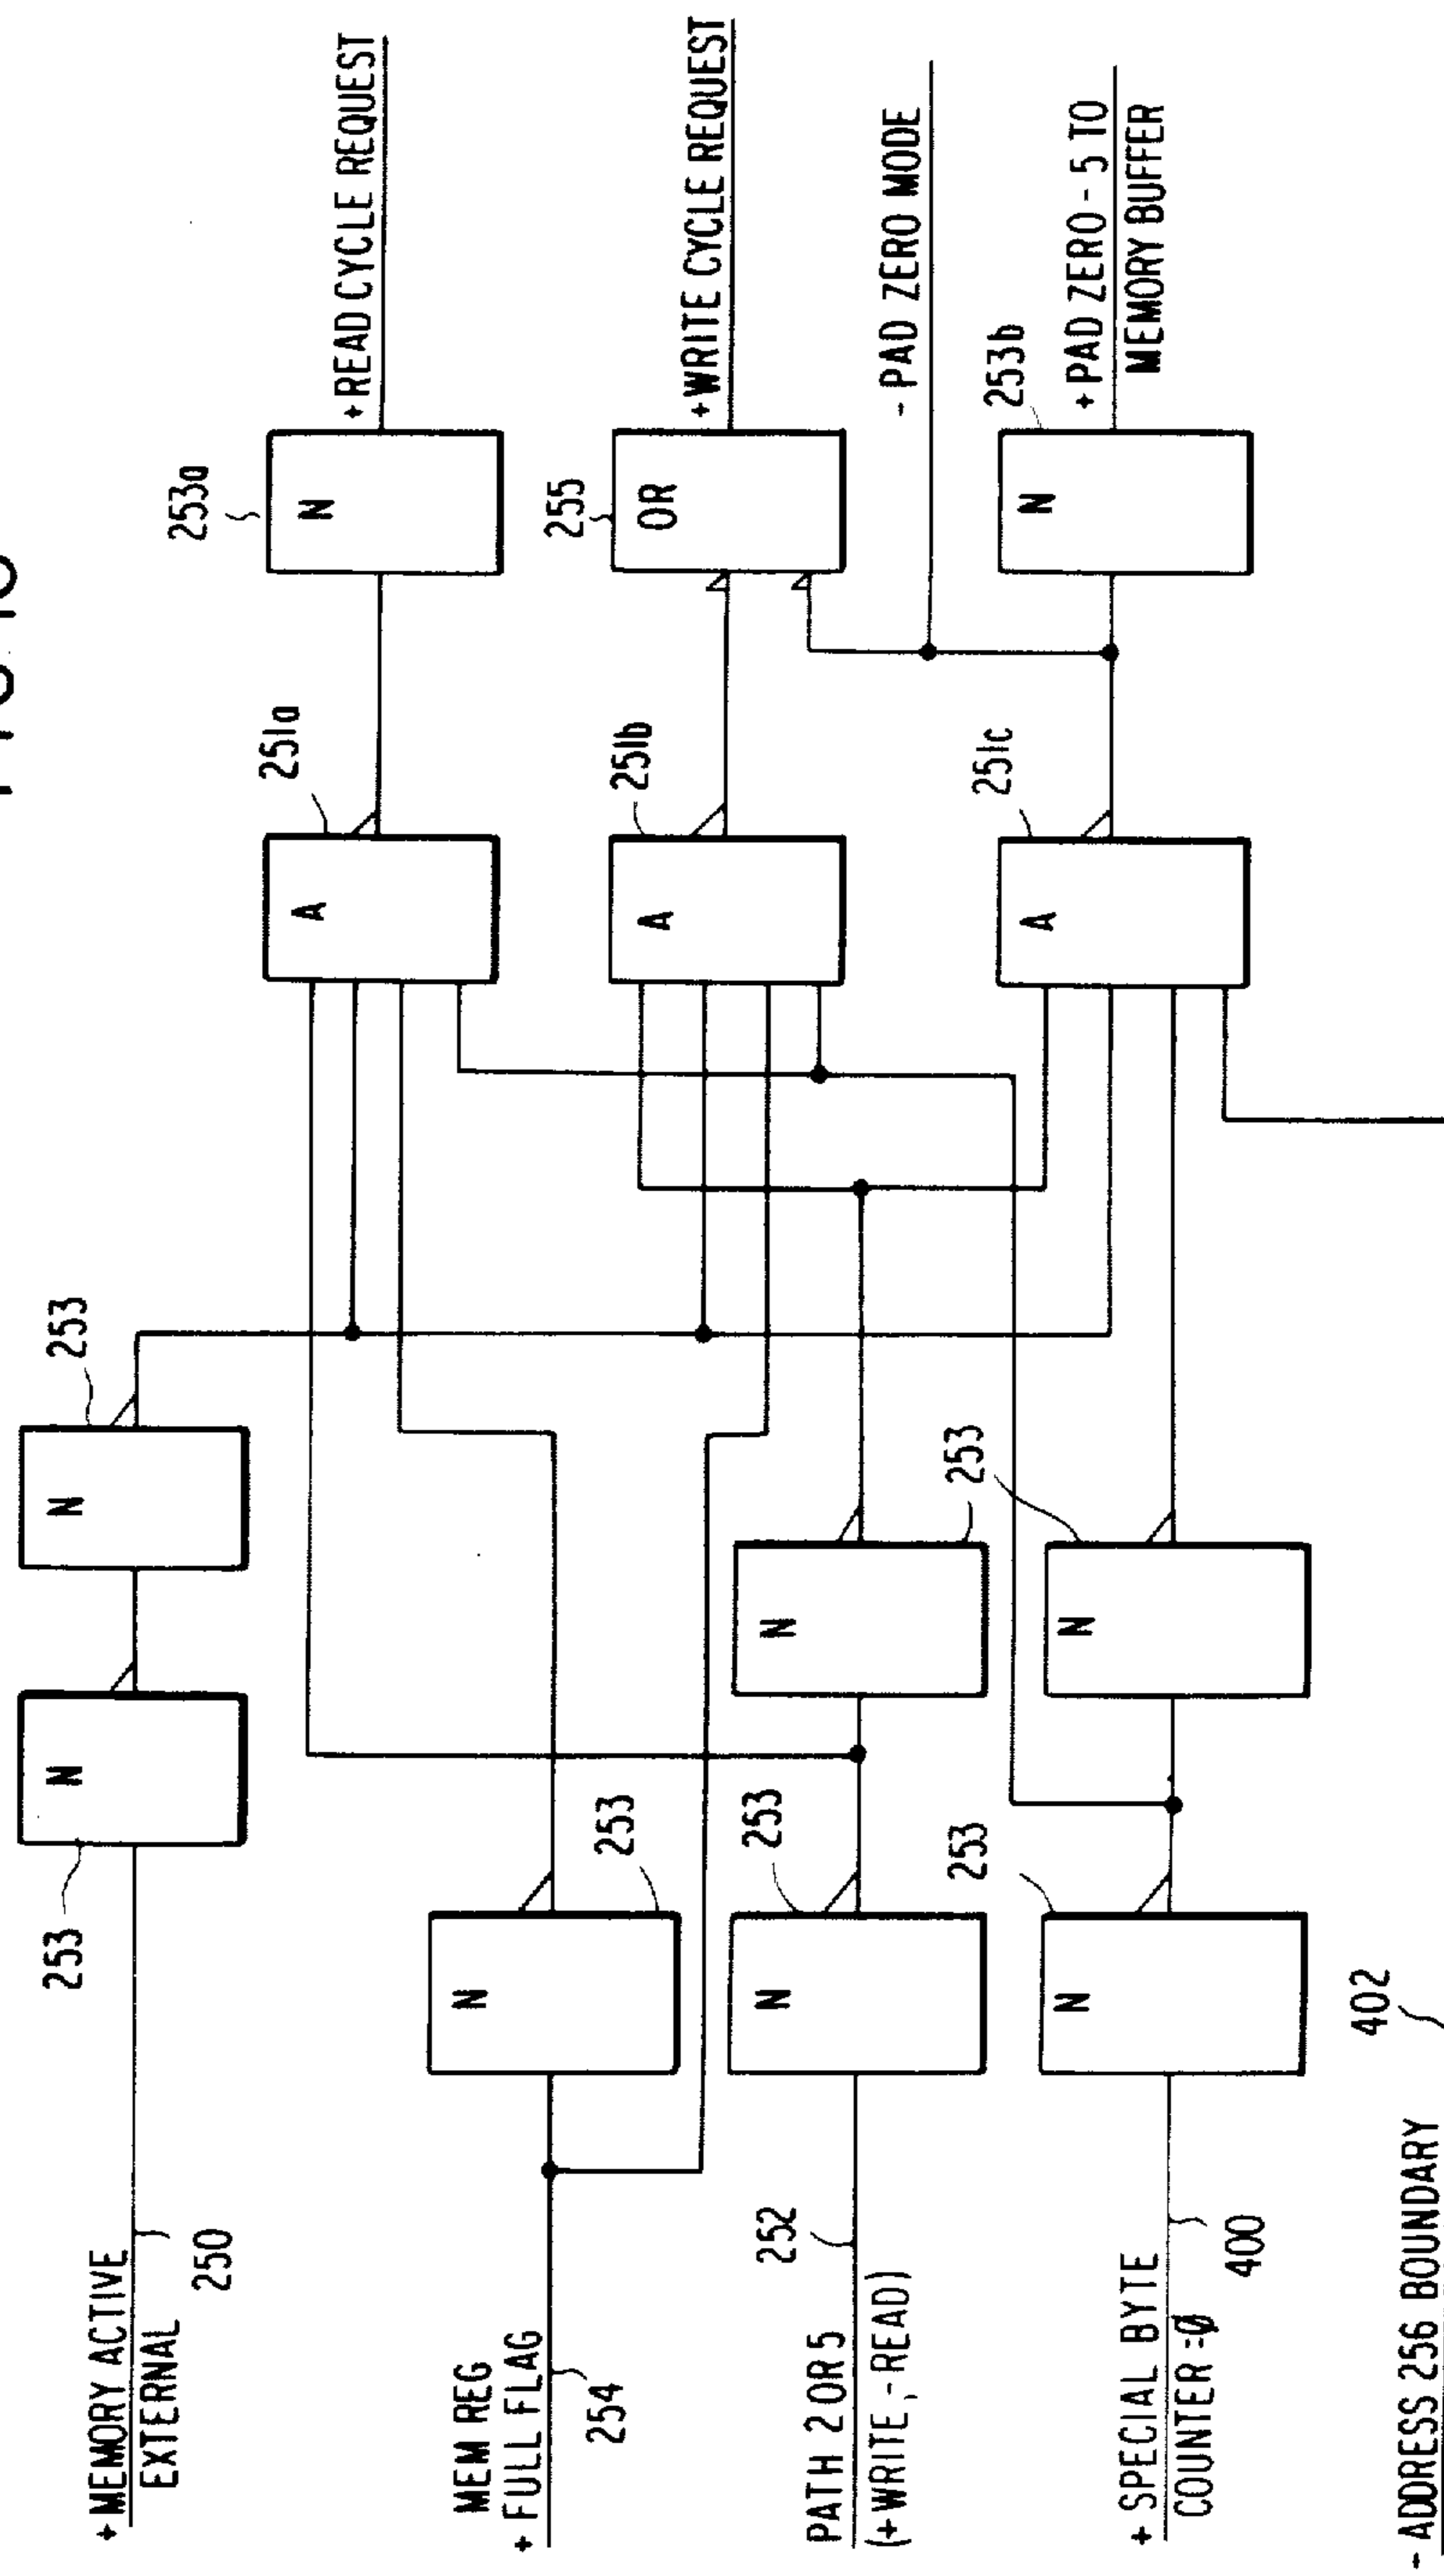 + MEMORY ACTIVE
EXTERNAL
250
253
N
253
N
MEM REG
+ FULL FLAG
254
253
N
PATH 2 OR 5
(+WRITE,-READ)
252
253
N
253
N
+ SPECIAL BYTE
COUNTER =Ø
400
253
N
N
- ADDRESS 256 BOUNDARY
402
251a
A
251b
A
251c
A
253a
N
+READ CYCLE REQUEST
255
OR
+WRITE CYCLE REQUEST
- PAD ZERO MODE
253b
N
+ PAD ZERO - 5 TO
MEMORY BUFFER